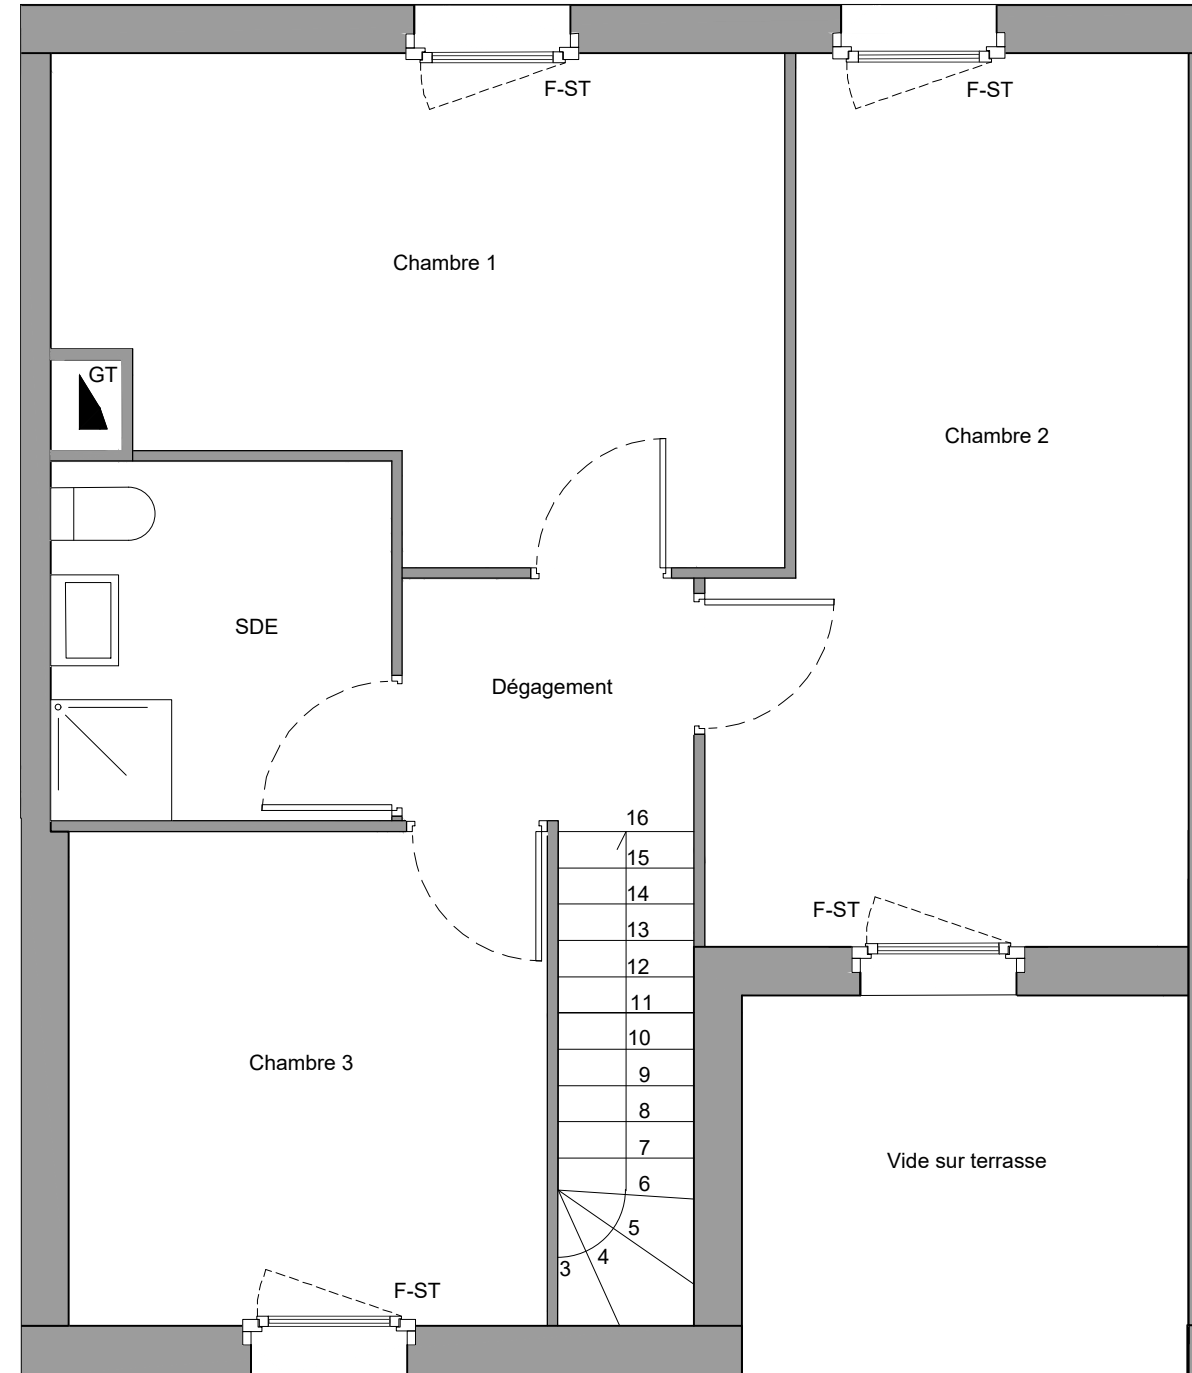 F-ST
F-ST
Chambre 1
GT
Chambre 2
SDE
Dégagement
16
15
14
13
12
11
10
9
8
7
6
5
4
3
F-ST
Chambre 3
Vide sur terrasse
F-ST